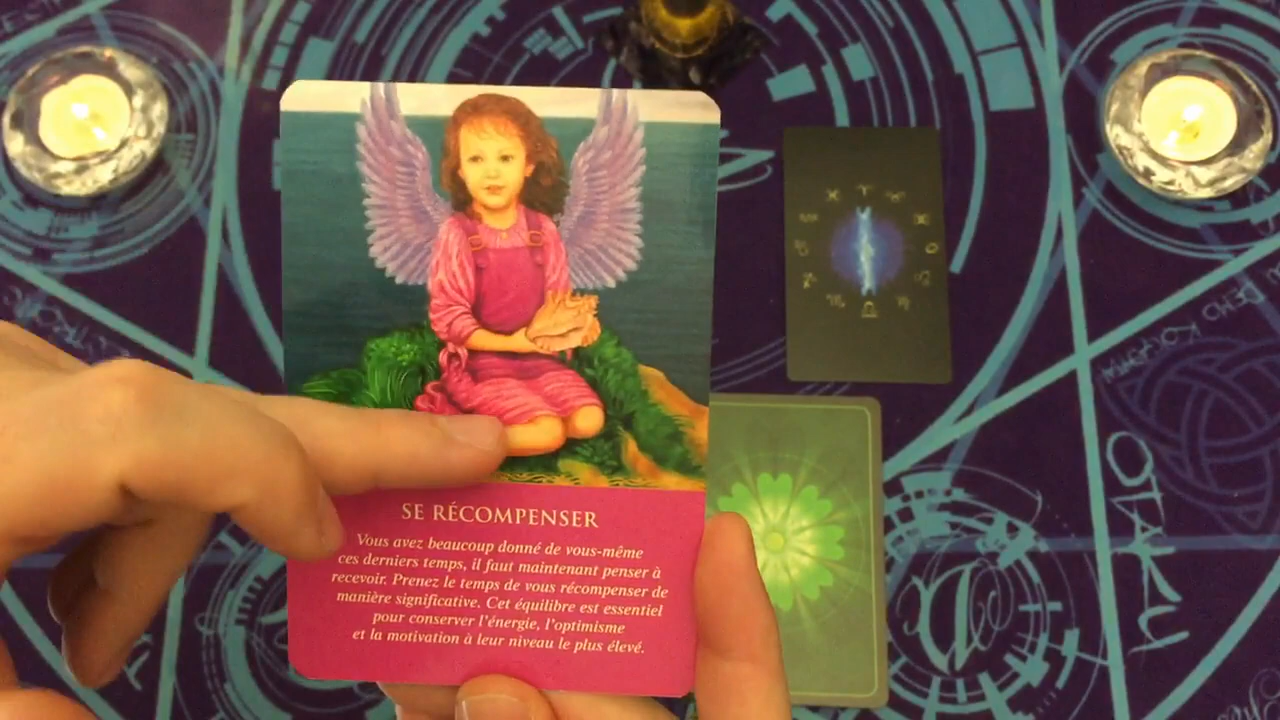 SE RÉCOMPENSER
Vous avez beaucoup donné de vous-même
ces derniers temps, il faut maintenant penser à
recevoir. Prenez le temps de vous récompenser de
manière significative. Cet équilibre est essentiel
pour conserver l'énergie, l'optimisme
et la motivation à leur niveau le plus élevé.
OTAKU